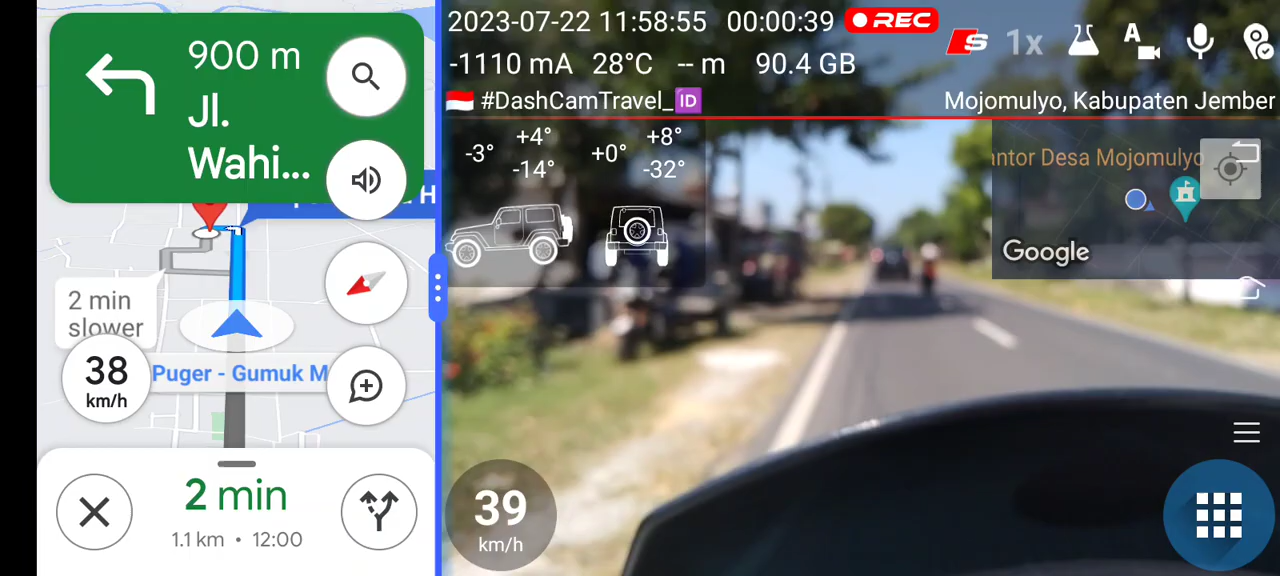 900 m
Jl.
Wahi...
H
2 min
slower
38
km/h
Puger - Gumuk M
2 min
1.1 km • 12:00
2023-07-22 11:58:55 00:00:39 REC
-1110 mA 28°C -- m 90.4 GB
S 1x A
🇮🇩 #DashCamTravel_🆔
Mojomulyo, Kabupaten Jember
-3° +4° -14° +0° +8° -32°
antor Desa Mojomulyo
Google
39
km/h